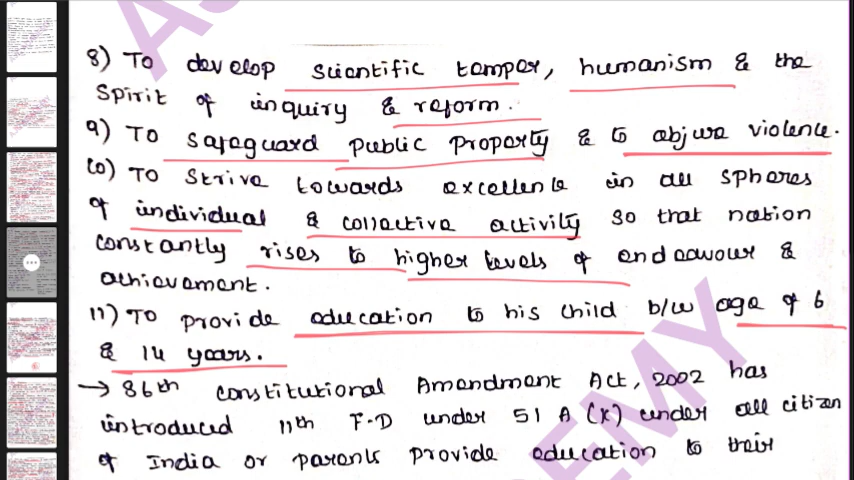 8) To develop scientific temper, humanism & the
Spirit of inquiry & reform.
9) To safeguard public property & to abjure violence.
10) To Strive towards excellence in all spheres
of individual & collective activity so that nation
constantly rises to higher levels of endeavour &
achievement.
11) To provide education to his child b/w age of 6
& 14 years.
→ 86th constitutional Amendment Act, 2002 has
introduced 11th F.D under 51 A (K) under all citizen
of India or parents provide education to their